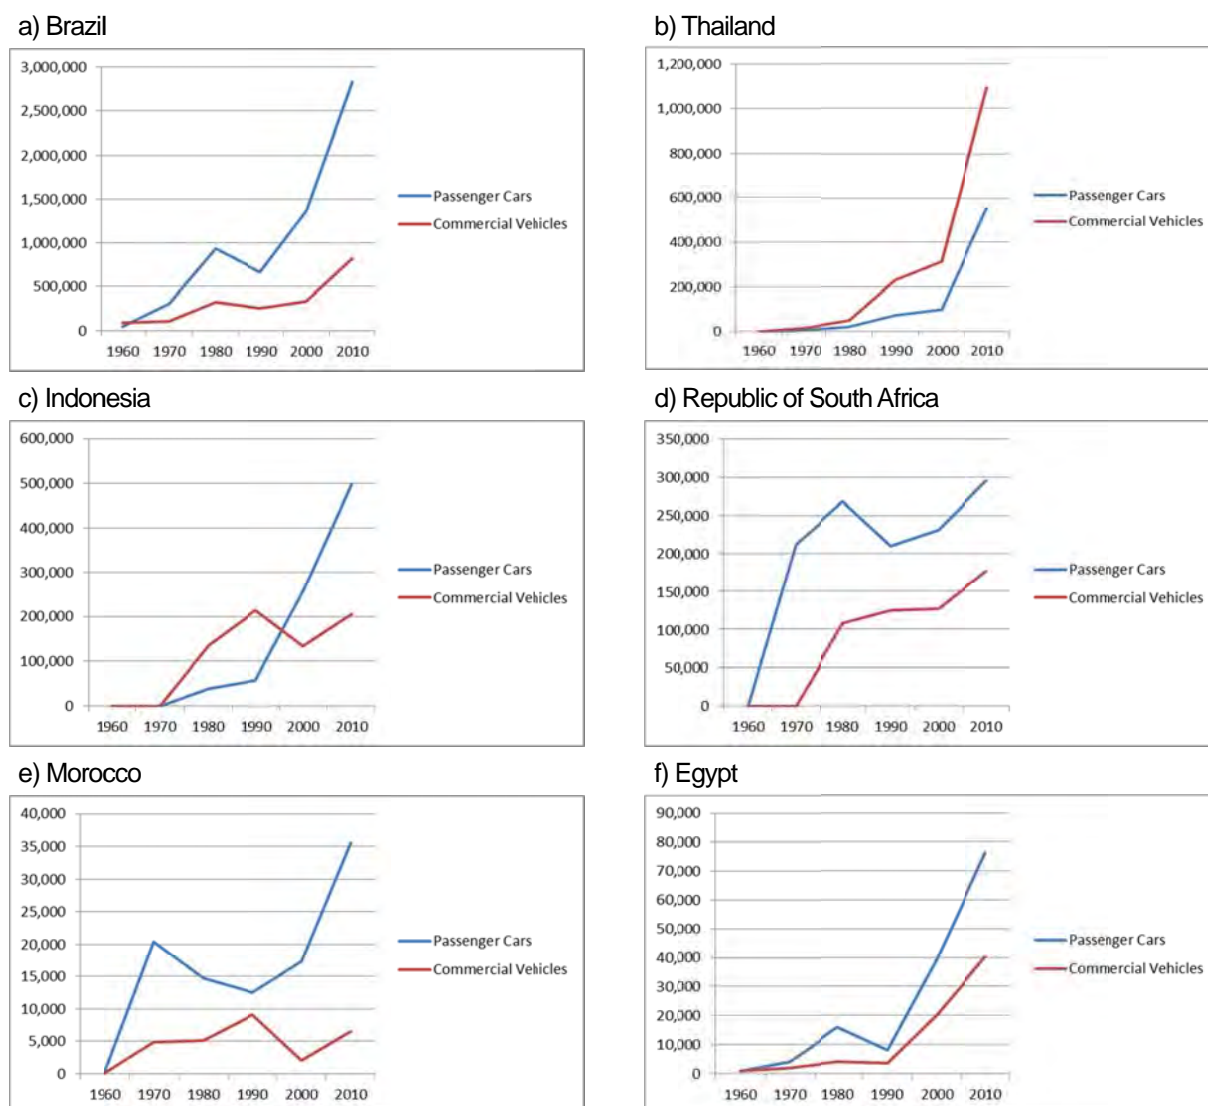 a) Brazil
3,000,000
2,500,000
2,000,000
1,500,000
1,000,000
500,000
0
1960 1970 1980 1990 2000 2010
Passenger Cars
Commercial Vehicles
b) Thailand
1,200,000
1,000,000
800,000
600,000
400,000
200,000
0
1960 1970 1980 1990 2000 2010
Passenger Cars
Commercial Vehicles
c) Indonesia
600,000
500,000
400,000
300,000
200,000
100,000
0
1960 1970 1980 1990 2000 2010
Passenger Cars
Commercial Vehicles
d) Republic of South Africa
350,000
300,000
250,000
200,000
150,000
100,000
50,000
0
1960 1970 1980 1990 2000 2010
Passenger Cars
Commercial Vehicles
e) Morocco
40,000
35,000
30,000
25,000
20,000
15,000
10,000
5,000
0
1960 1970 1980 1990 2000 2010
Passenger Cars
Commercial Vehicles
f) Egypt
90,000
80,000
70,000
60,000
50,000
40,000
30,000
20,000
10,000
0
1960 1970 1980 1990 2000 2010
Passenger Cars
Commercial Vehicles